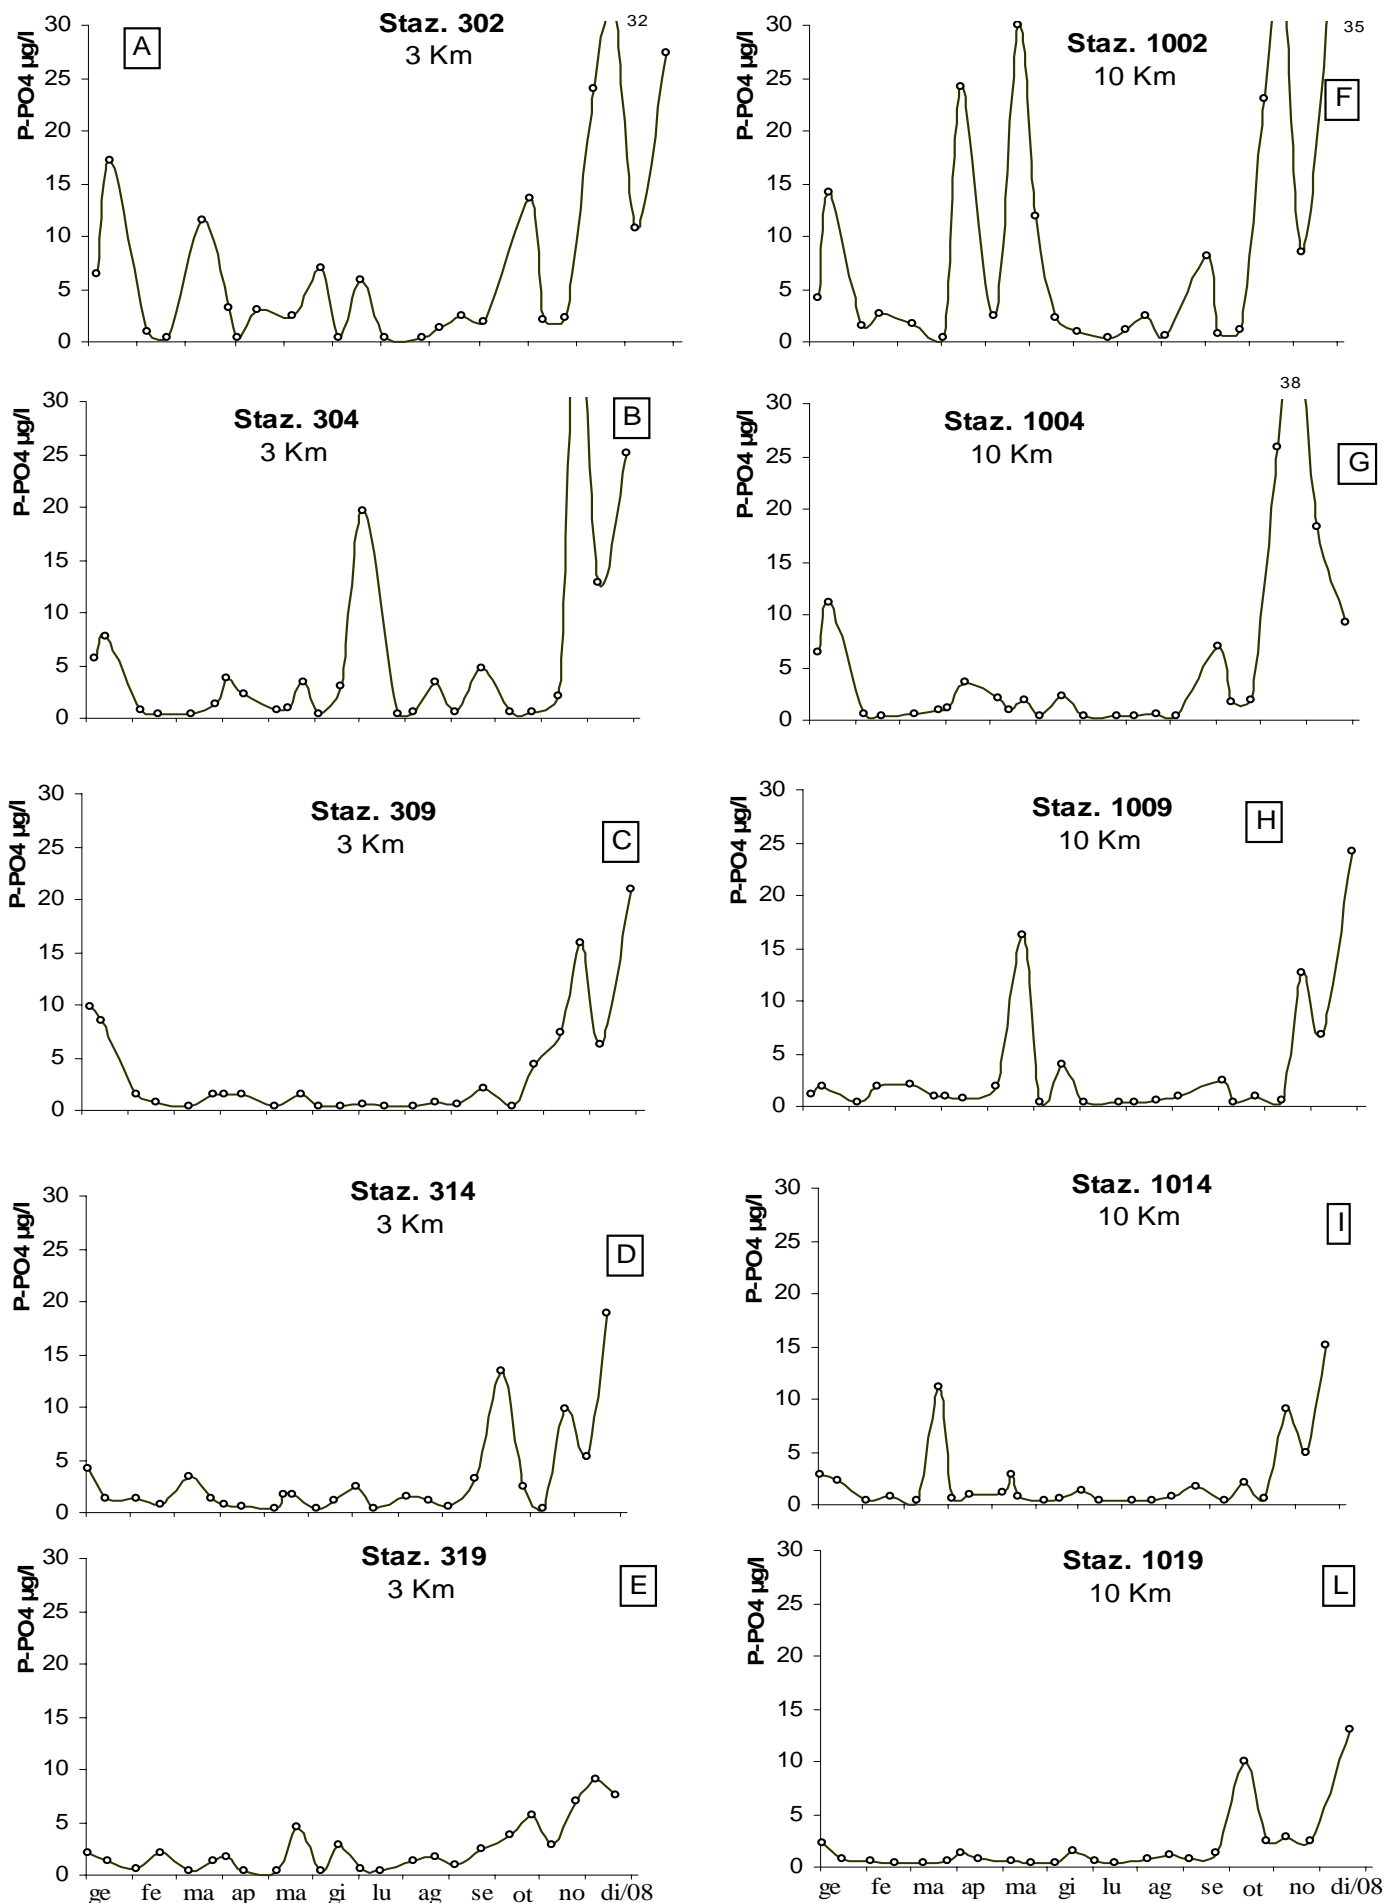 Staz. 302
3 Km
A
32
P-PO4 µg/l
30
25
20
15
10
5
0
Staz. 1002
10 Km
F
35
P-PO4 µg/l
30
25
20
15
10
5
0
Staz. 304
3 Km
B
P-PO4 µg/l
30
25
20
15
10
5
0
38
Staz. 1004
10 Km
G
P-PO4 µg/l
30
25
20
15
10
5
0
Staz. 309
3 Km
C
P-PO4 µg/l
30
25
20
15
10
5
0
Staz. 1009
10 Km
H
P-PO4 µg/l
30
25
20
15
10
5
0
Staz. 314
3 Km
D
P-PO4 µg/l
30
25
20
15
10
5
0
Staz. 1014
10 Km
I
P-PO4 µg/l
30
25
20
15
10
5
0
Staz. 319
3 Km
E
P-PO4 µg/l
30
25
20
15
10
5
0
ge fe ma ap ma gi lu ag se ot no di/08
Staz. 1019
10 Km
L
P-PO4 µg/l
30
25
20
15
10
5
0
ge fe ma ap ma gi lu ag se ot no di/08